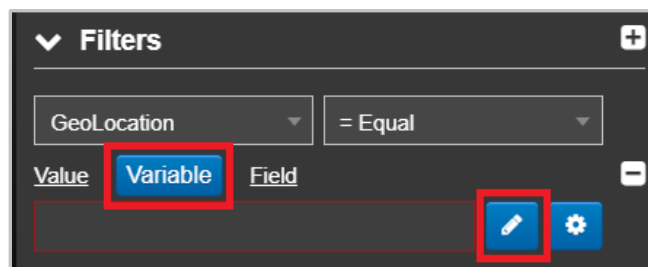 Filters
GeoLocation = Equal
Value Variable Field